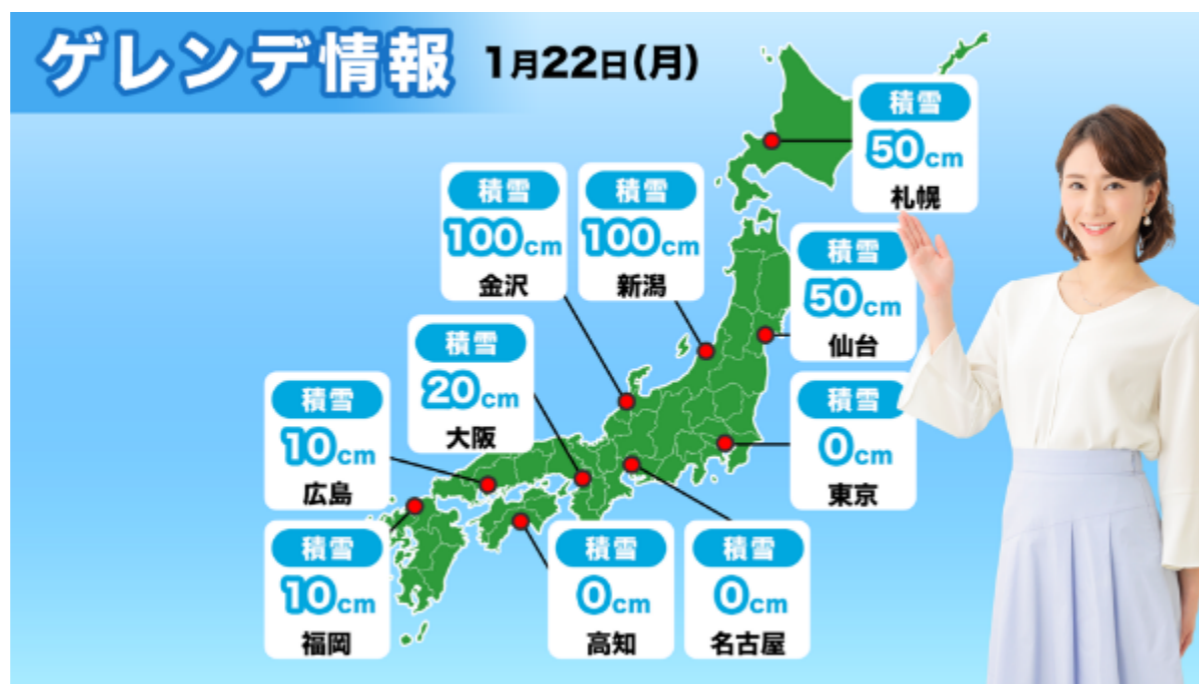 ゲレンデ情報
1月22日(月)
積雪
50cm
札幌
積雪
100cm
金沢
積雪
100cm
新潟
積雪
50cm
仙台
積雪
20cm
大阪
積雪
10cm
広島
積雪
0cm
東京
積雪
10cm
福岡
積雪
0cm
高知
積雪
0cm
名古屋